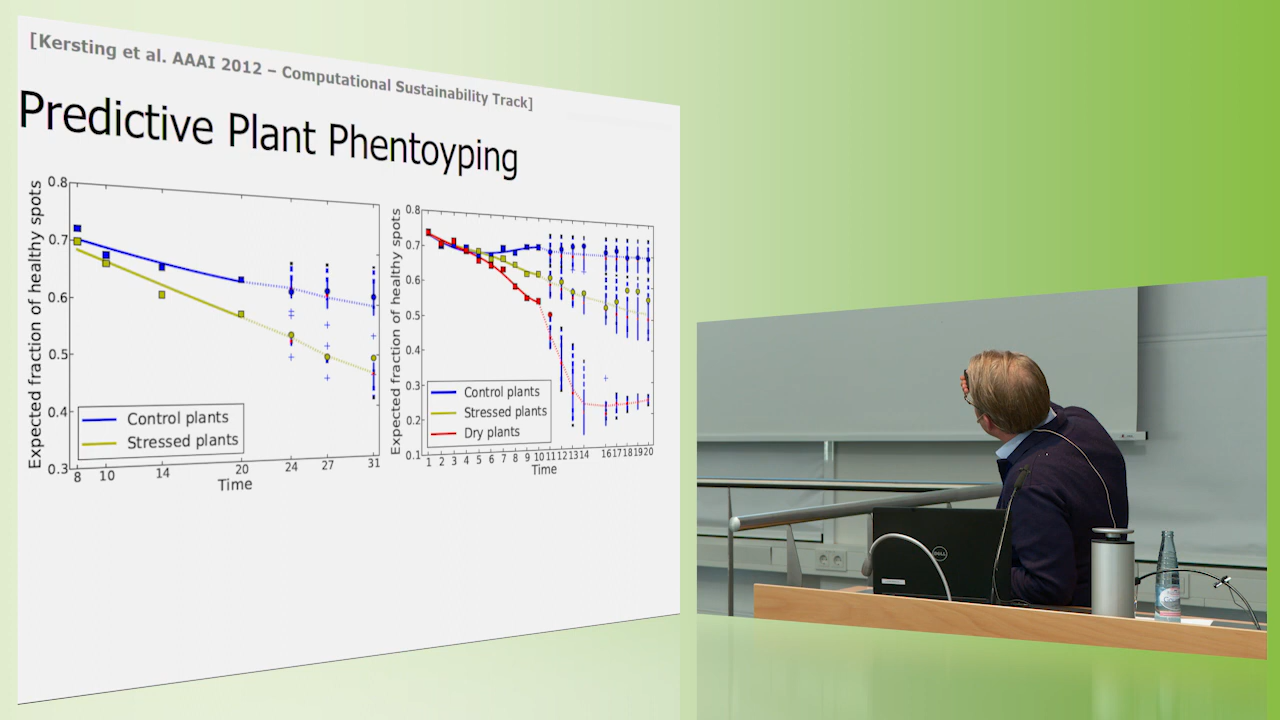 [Kersting et al. AAAI 2012 – Computational Sustainability Track]
Predictive Plant Phentoyping
Expected fraction of healthy spots
0.8
0.7
0.6
0.5
0.4
0.3
8 10 14 20 24 27 31
Time
Control plants
Stressed plants
Expected fraction of healthy spots
0.8
0.7
0.6
0.5
0.4
0.3
0.2
0.1
1 2 3 4 5 6 7 8 9 10 11 12 13 14 16 17 18 19 20
Time
Control plants
Stressed plants
Dry plants
DELL